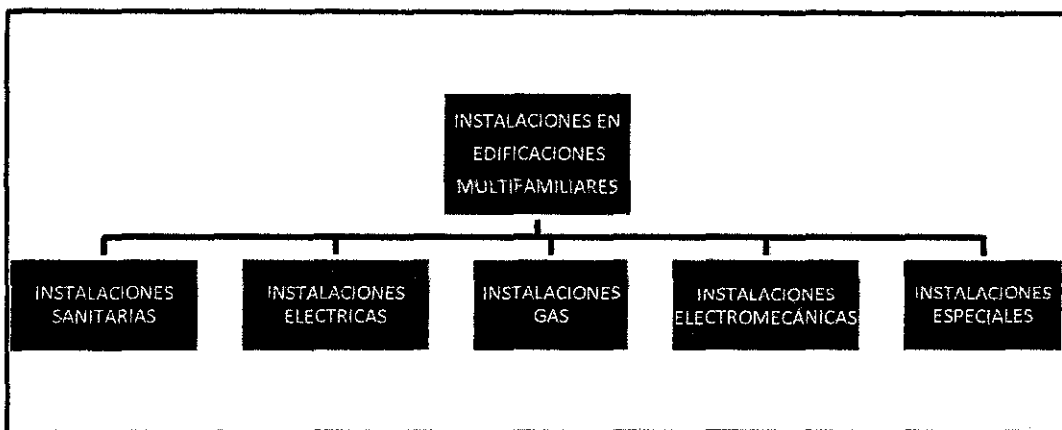 INSTALACIONES EN
EDIFICACIONES
MULTIFAMILIARES
INSTALACIONES
SANITARIAS
INSTALACIONES
ELECTRICAS
INSTALACIONES
GAS
INSTALACIONES
ELECTROMECÁNICAS
INSTALACIONES
ESPECIALES